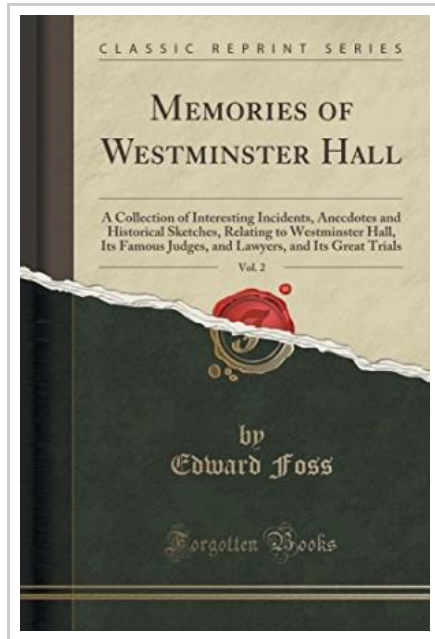 CLASSIC REPRINT SERIES
MEMORIES OF
WESTMINSTER HALL
A Collection of Interesting Incidents, Anecdotes and
Historical Sketches, Relating to Westminster Hall,
Its Famous Judges, and Lawyers, and Its Great Trials
Vol. 2
F
by
Edward Foss
Forgotten Books